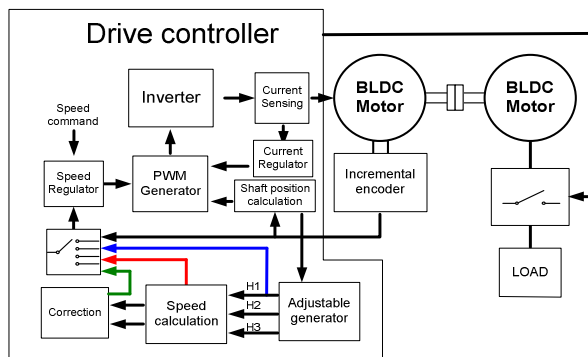 Drive controller
Inverter
Current
Sensing
BLDC
Motor
BLDC
Motor
Speed
command
Current
Regulator
Speed
Regulator
PWM
Generator
Shaft position
calculation
Incremental
encoder
H1
H2
H3
Correction
Speed
calculation
Adjustable
generator
LOAD